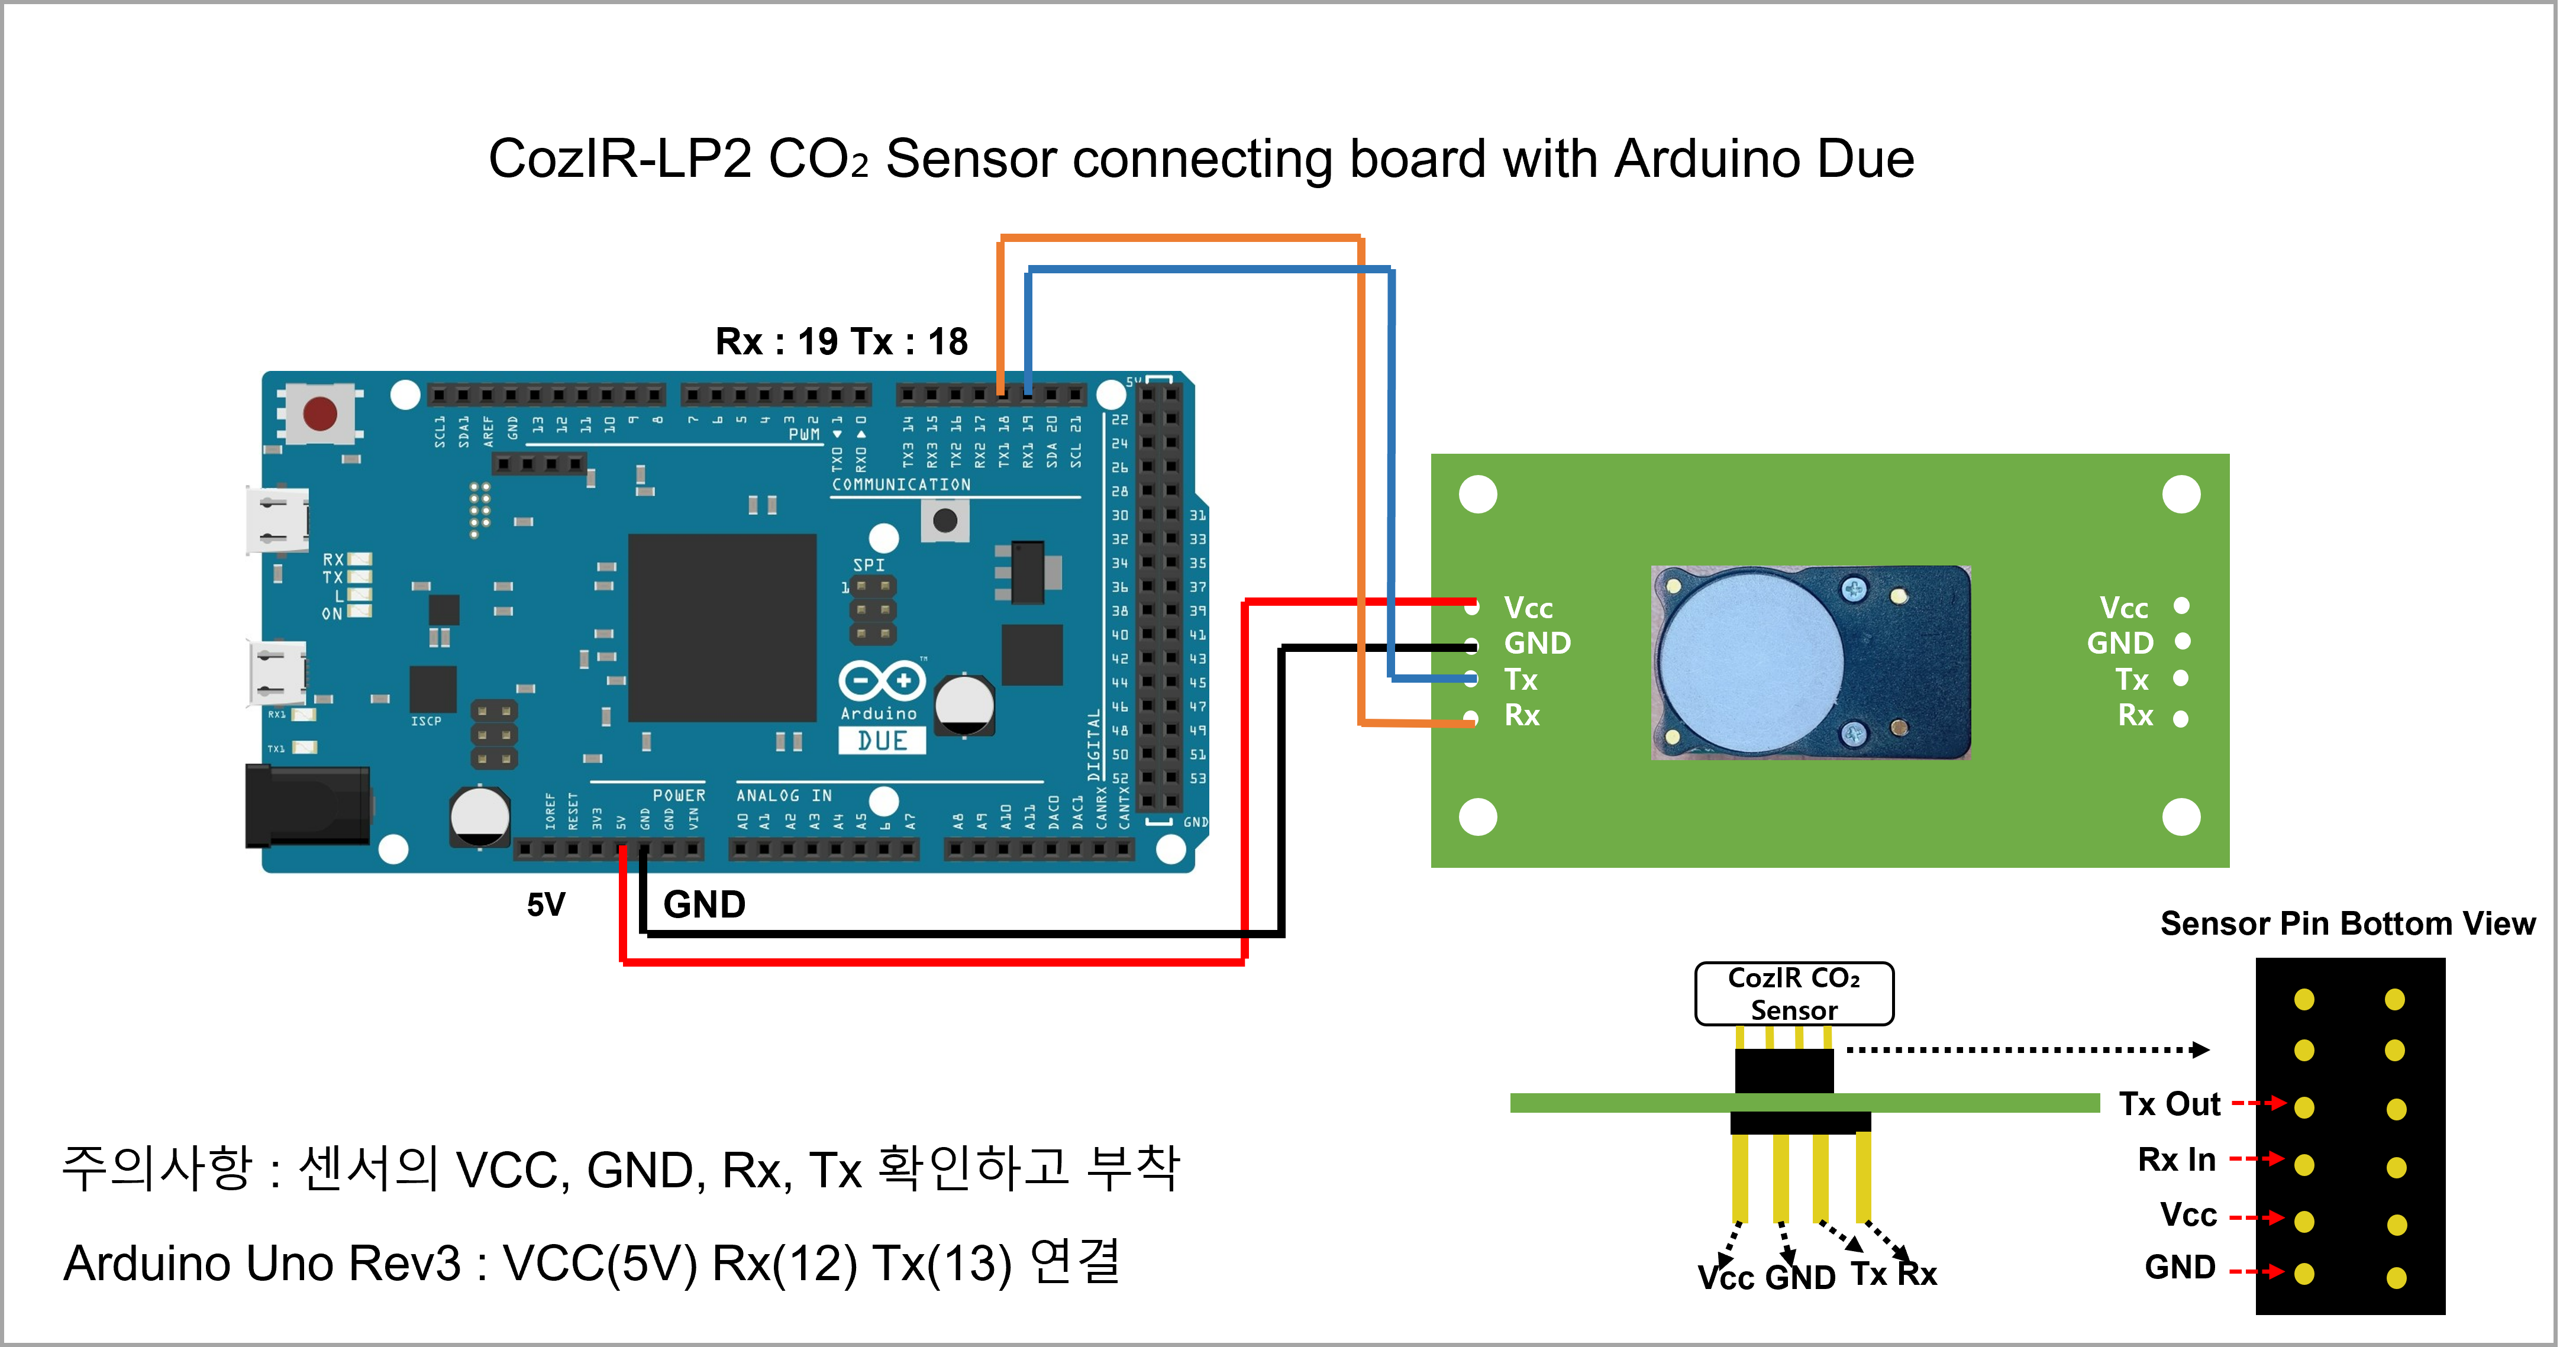 CozIR-LP2 CO₂ Sensor connecting board with Arduino Due
Rx : 19 Tx : 18
SCL1 SDA1 AREF GND 13 12 11 10 9 8
7 6 5 4 3 2 TX0 ◄ 1 RX0 ► 0
TX3 14 RX3 15 TX2 16 RX2 17 TX1 18 RX1 19 SDA 20 SCL 21
PWM
COMMUNICATION
5V
22
24
26
28
30 31
32 33
34 35
36 37
38 39
40 41
42 43
44 45
46 47
48 49
50 51
52 53
GND
DIGITAL
RX
TX
L
ON
SPI
1
ISCP
RX1
TX1
Arduino
™
DUE
POWER
ANALOG IN
IOREF RESET 3V3 5V GND GND VIN
A0 A1 A2 A3 A4 A5 6 A7
A8 A9 A10 A11 DAC0 DAC1 CANRX CANTX
5V
GND
Vcc
GND
Tx
Rx
Vcc
GND
Tx
Rx
Sensor Pin Bottom View
CozIR CO₂
Sensor
Vcc GND Tx Rx
Tx Out
Rx In
Vcc
GND
주의사항 : 센서의 VCC, GND, Rx, Tx 확인하고 부착
Arduino Uno Rev3 : VCC(5V) Rx(12) Tx(13) 연결